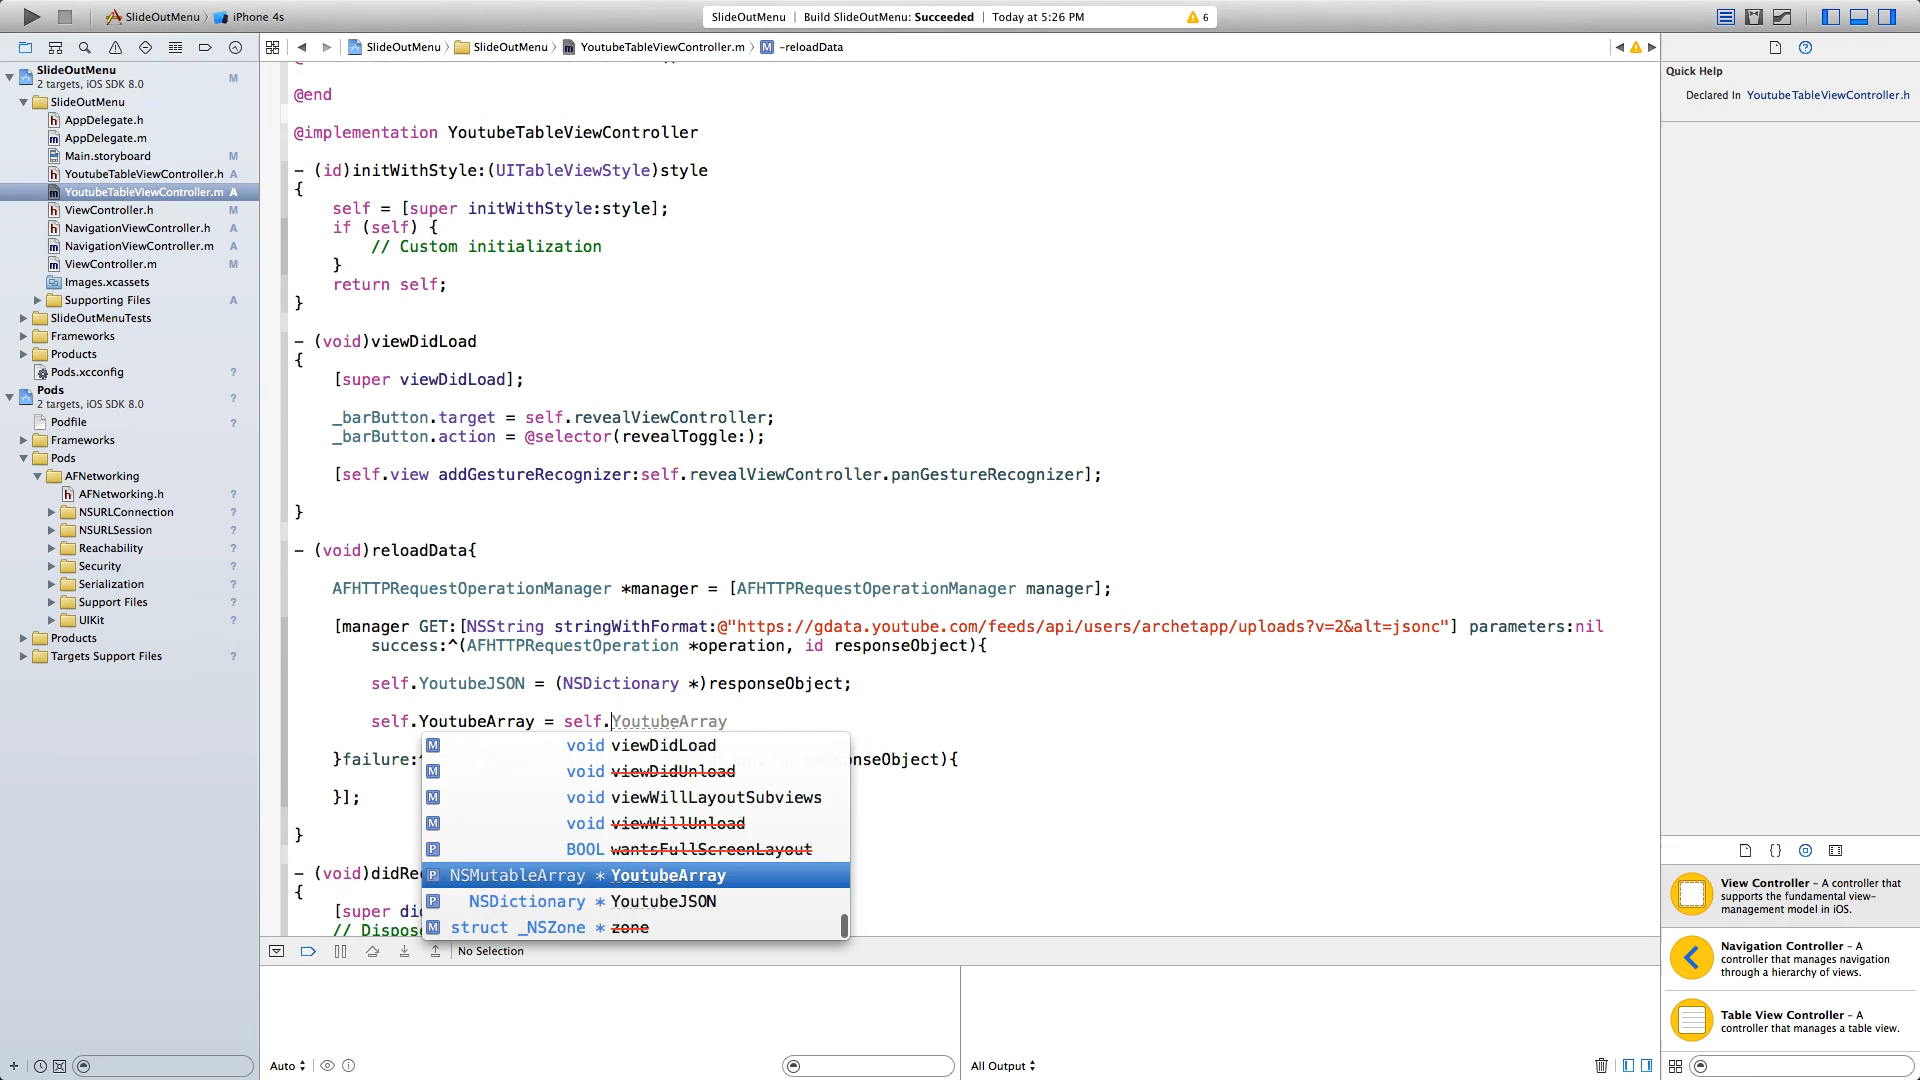 SlideOutMenu 〉 iPhone 4s
SlideOutMenu | Build SlideOutMenu: Succeeded | Today at 5:26 PM
6
SlideOutMenu 〉 SlideOutMenu 〉 YoutubeTableViewController.m 〉 M -reloadData
SlideOutMenu M
2 targets, iOS SDK 8.0
SlideOutMenu
AppDelegate.h
AppDelegate.m
Main.storyboard M
YoutubeTableViewController.h A
YoutubeTableViewController.m A
ViewController.h M
NavigationViewController.h A
NavigationViewController.m A
ViewController.m M
Images.xcassets
Supporting Files A
SlideOutMenuTests
Frameworks
Products
Pods.xcconfig ?
Pods ?
2 targets, iOS SDK 8.0
Podfile ?
Frameworks ?
Pods
AFNetworking
AFNetworking.h ?
NSURLConnection ?
NSURLSession ?
Reachability ?
Security ?
Serialization ?
Support Files ?
UIKit ?
Products ?
Targets Support Files ?
@end
@implementation YoutubeTableViewController
- (id)initWithStyle:(UITableViewStyle)style
{
self = [super initWithStyle:style];
if (self) {
// Custom initialization
}
return self;
}
- (void)viewDidLoad
{
[super viewDidLoad];
_barButton.target = self.revealViewController;
_barButton.action = @selector(revealToggle:);
[self.view addGestureRecognizer:self.revealViewController.panGestureRecognizer];
}
- (void)reloadData{
AFHTTPRequestOperationManager *manager = [AFHTTPRequestOperationManager manager];
[manager GET:[NSString stringWithFormat:@"https://gdata.youtube.com/feeds/api/users/archetapp/uploads?v=2&alt=jsonc"] parameters:nil
success:^(AFHTTPRequestOperation *operation, id responseObject){
self.YoutubeJSON = (NSDictionary *)responseObject;
self.YoutubeArray = self.YoutubeArray
}failure: onseObject){
}];
}
- (void)didRe
{
[super did
// Dispos
M void viewDidLoad
M void viewDidUnload
M void viewWillLayoutSubviews
M void viewWillUnload
P BOOL wantsFullScreenLayout
P NSMutableArray * YoutubeArray
P NSDictionary * YoutubeJSON
M struct _NSZone * zone
No Selection
Auto
All Output
Quick Help
Declared In YoutubeTableViewController.h
{}
View Controller - A controller that
supports the fundamental view-
management model in iOS.
Navigation Controller - A
controller that manages navigation
through a hierarchy of views.
Table View Controller - A
controller that manages a table view.